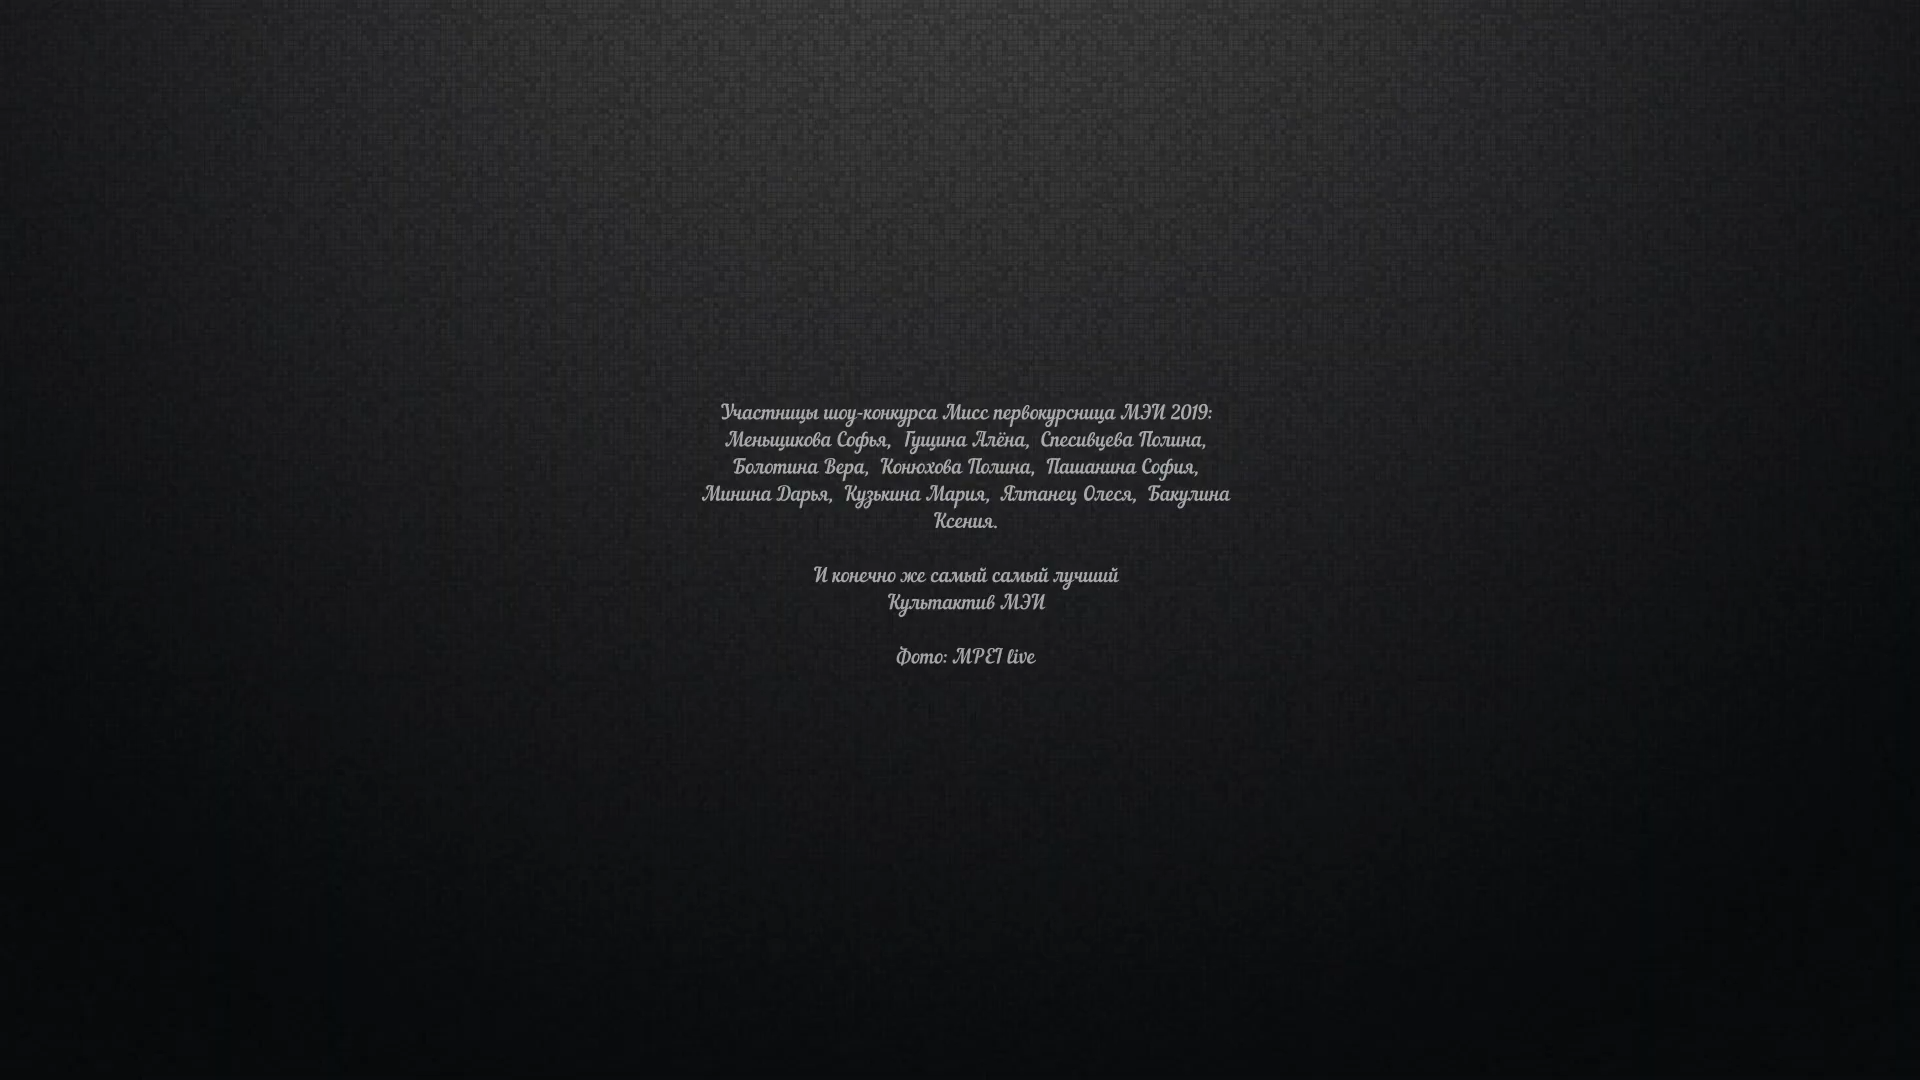 Участницы шоу-конкурса Мисс первокурсница МЭИ 2019:
Меньщикова Софья, Гущина Алёна, Спесивцева Полина,
Болотина Вера, Конюхова Полина, Пашанина София,
Минина Дарья, Кузькина Мария, Ялтанец Олеся, Бакулина
Ксения.
И конечно же самый самый лучший
Культактив МЭИ
Фото: MPEI live